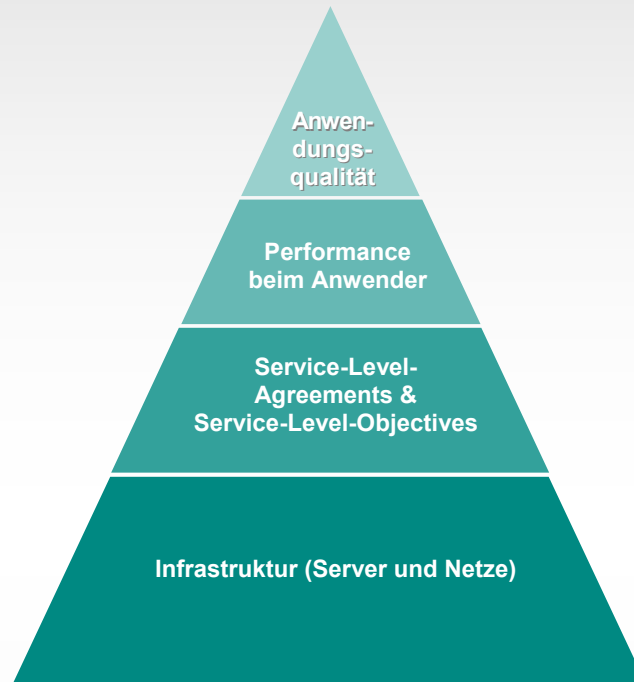 Anwen-
dungs-
qualität
Performance
beim Anwender
Service-Level-
Agreements &
Service-Level-Objectives
Infrastruktur (Server und Netze)